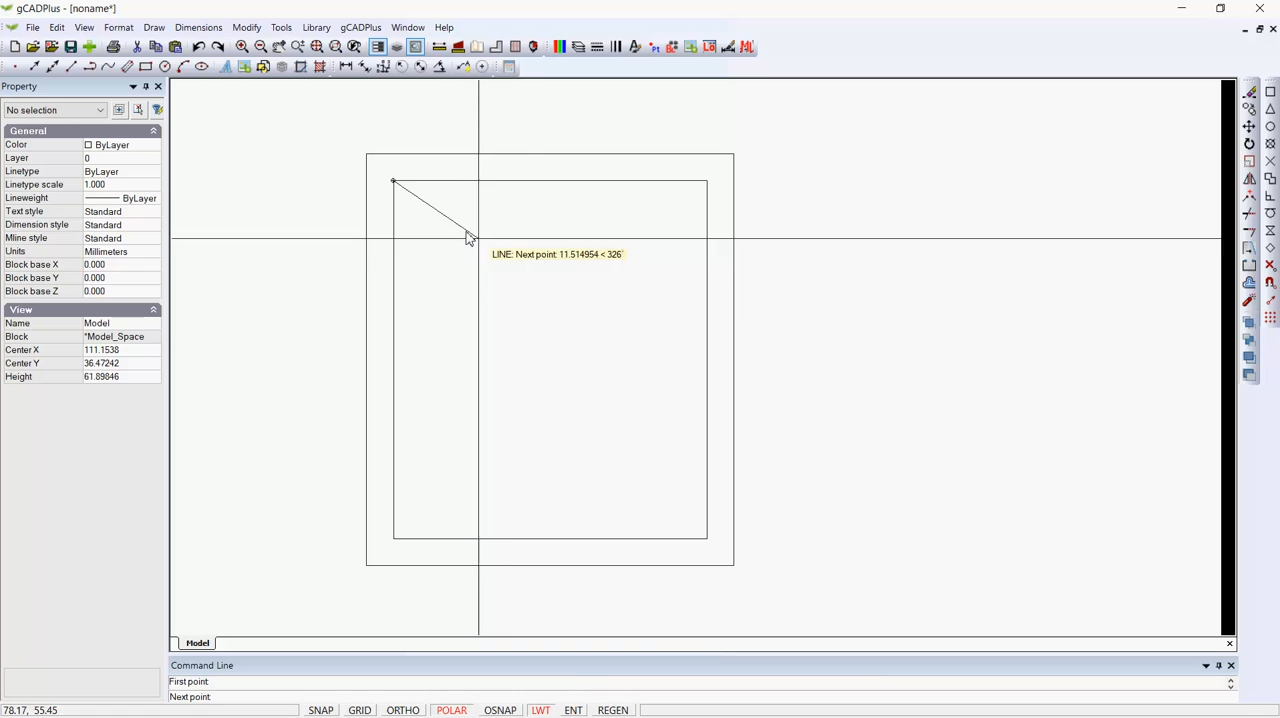 gCADPlus - [noname*]
File Edit View Format Draw Dimensions Modify Tools Library gCADPlus Window Help
Property
No selection
General
Color ByLayer
Layer 0
Linetype ByLayer
Linetype scale 1.000
Lineweight ByLayer
Text style Standard
Dimension style Standard
Mline style Standard
Units Millimeters
Block base X 0.000
Block base Y 0.000
Block base Z 0.000
View
Name Model
Block *Model_Space
Center X 111.1538
Center Y 36.47242
Height 61.89846
LINE: Next point: 11.514954 < 326°
Model
Command Line
First point
Next point
78.17, 55.45 SNAP GRID ORTHO POLAR OSNAP LWT ENT REGEN